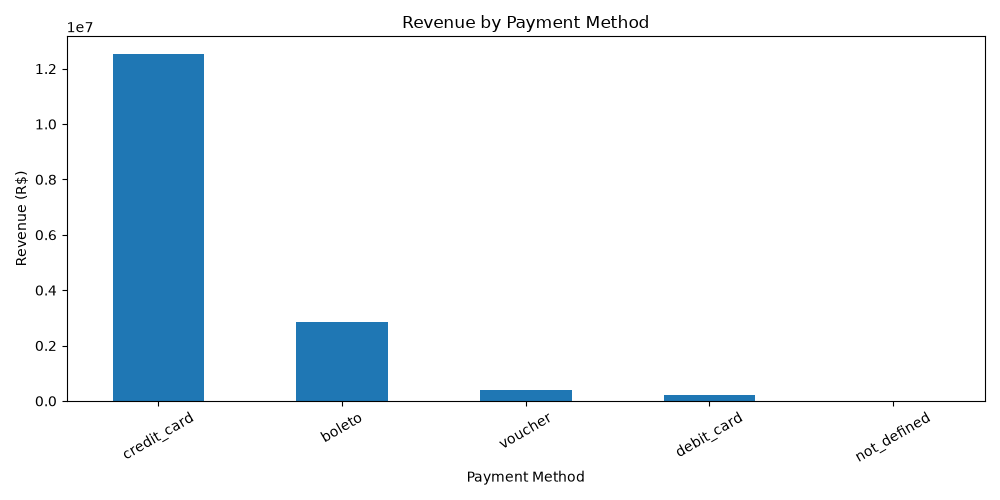 Revenue by Payment Method
1e7
Revenue (R$)
1.2
1.0
0.8
0.6
0.4
0.2
0.0
credit_card
boleto
voucher
debit_card
not_defined
Payment Method